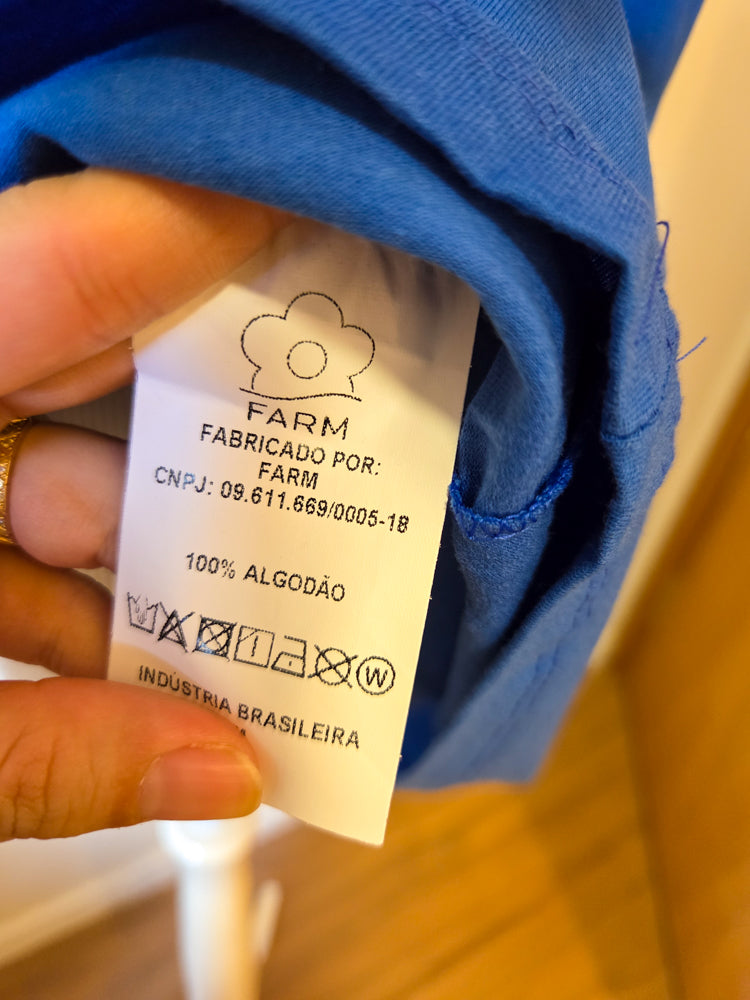 FARM
FABRICADO POR:
FARM
CNPJ: 09.611.669/0005-18
100% ALGODÃO
W
INDÚSTRIA BRASILEIRA